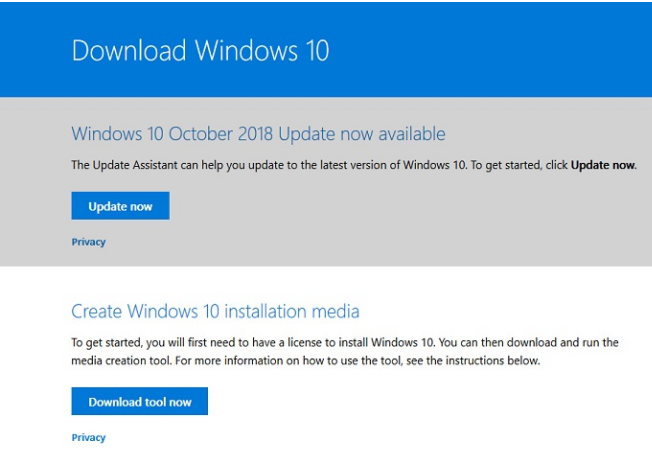 Download Windows 10
Windows 10 October 2018 Update now available
The Update Assistant can help you update to the latest version of Windows 10. To get started, click Update now.
Update now
Privacy
Create Windows 10 installation media
To get started, you will first need to have a license to install Windows 10. You can then download and run the
media creation tool. For more information on how to use the tool, see the instructions below.
Download tool now
Privacy